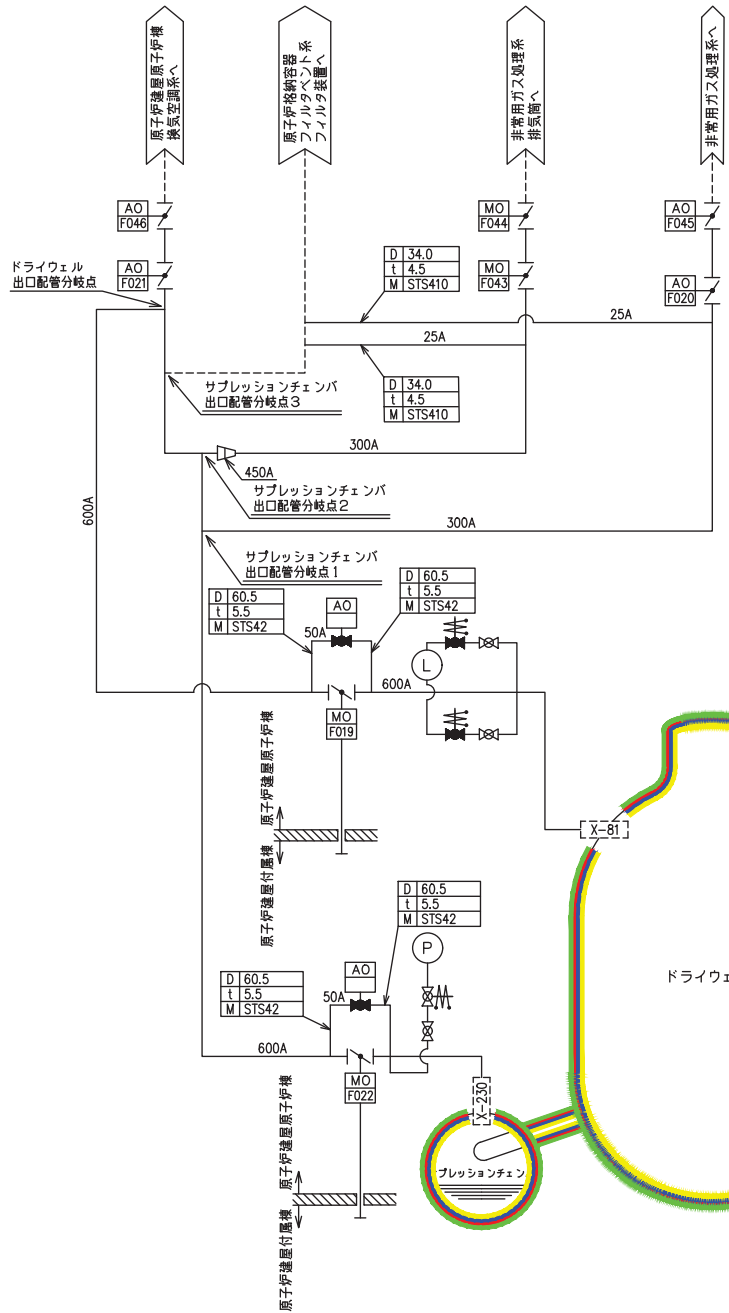 原子炉建屋原子炉棟
換気空調系へ
原子炉格納容器
フィルタベント系
フィルタ装置へ
非常用ガス処理系
排気筒へ
非常用ガス処理系へ
AO
F046
MO
F044
AO
F045
ドライウェル
出口配管分岐点
AO
F021
D 34.0
t 4.5
M STS410
MO
F043
AO
F020
25A
25A
サプレッションチェンバ
出口配管分岐点3
D 34.0
t 4.5
M STS410
300A
450A
600A
サプレッションチェンバ
出口配管分岐点2
300A
サプレッションチェンバ
出口配管分岐点1
D 60.5
t 5.5
M STS42
AO
50A
D 60.5
t 5.5
M STS42
L
600A
MO
F019
原子炉建屋原子炉棟
原子炉建屋付属棟
X-81
D 60.5
t 5.5
M STS42
P
ドライウェ
D 60.5
t 5.5
M STS42
AO
50A
600A
MO
F022
X-230
原子炉建屋原子炉棟
原子炉建屋付属棟
プレッションチェン